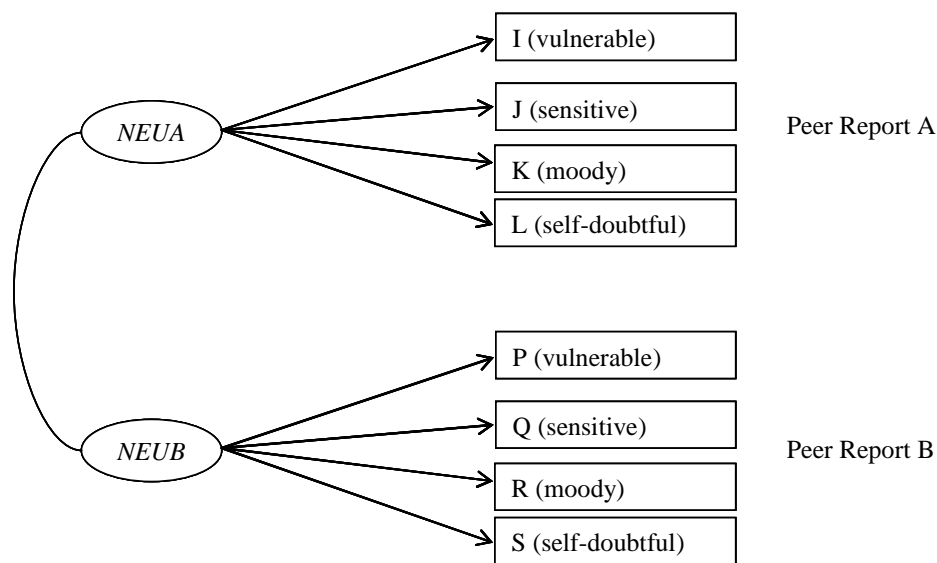 I (vulnerable)
NEUA
J (sensitive)
Peer Report A
K (moody)
L (self-doubtful)
P (vulnerable)
NEUB
Q (sensitive)
Peer Report B
R (moody)
S (self-doubtful)